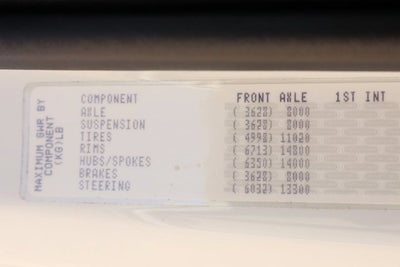 MAXIMUM GWR BY
COMPONENT
(KG)LB
COMPONENT FRONT AXLE 1ST INT
AXLE ( 3628) 8000
SUSPENSION ( 3628) 8000
TIRES ( 4998) 11020
RIMS ( 6713) 14800
HUBS/SPOKES ( 6350) 14000
BRAKES ( 3628) 8000
STEERING ( 6032) 13300